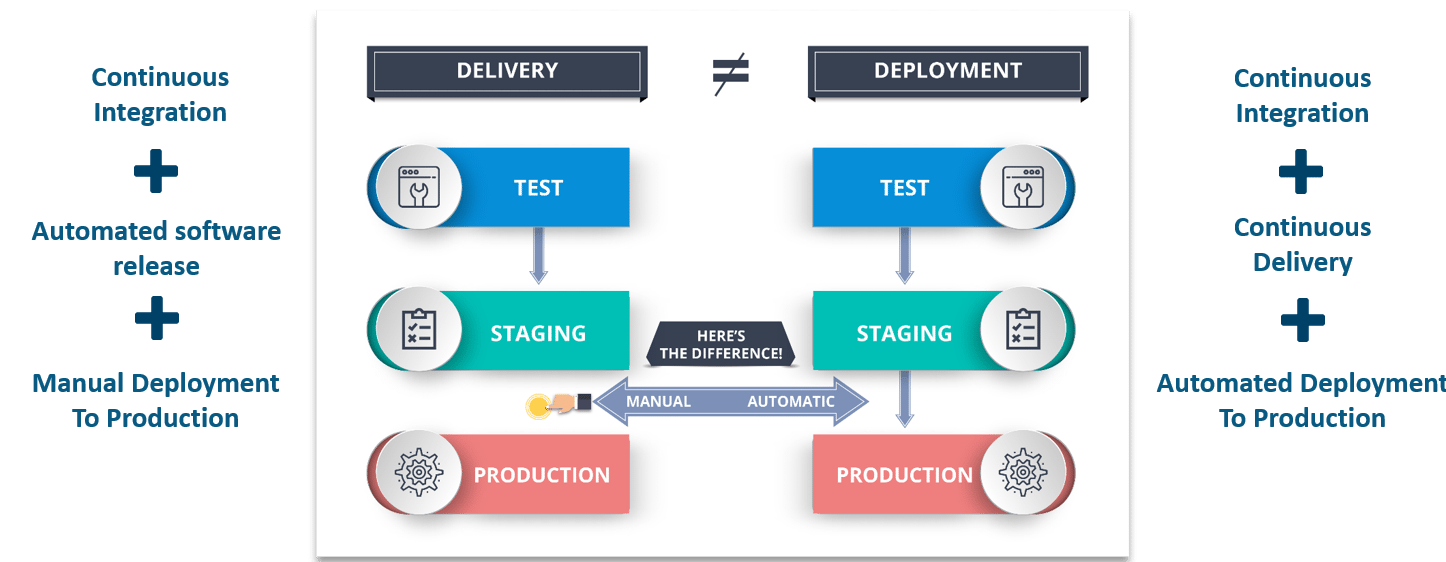 Continuous
Integration
Automated software
release
Manual Deployment
To Production
DELIVERY
≠
DEPLOYMENT
TEST
TEST
STAGING
HERE'S
THE DIFFERENCE!
STAGING
MANUAL
AUTOMATIC
PRODUCTION
PRODUCTION
Continuous
Integration
Continuous
Delivery
Automated Deployment
To Production